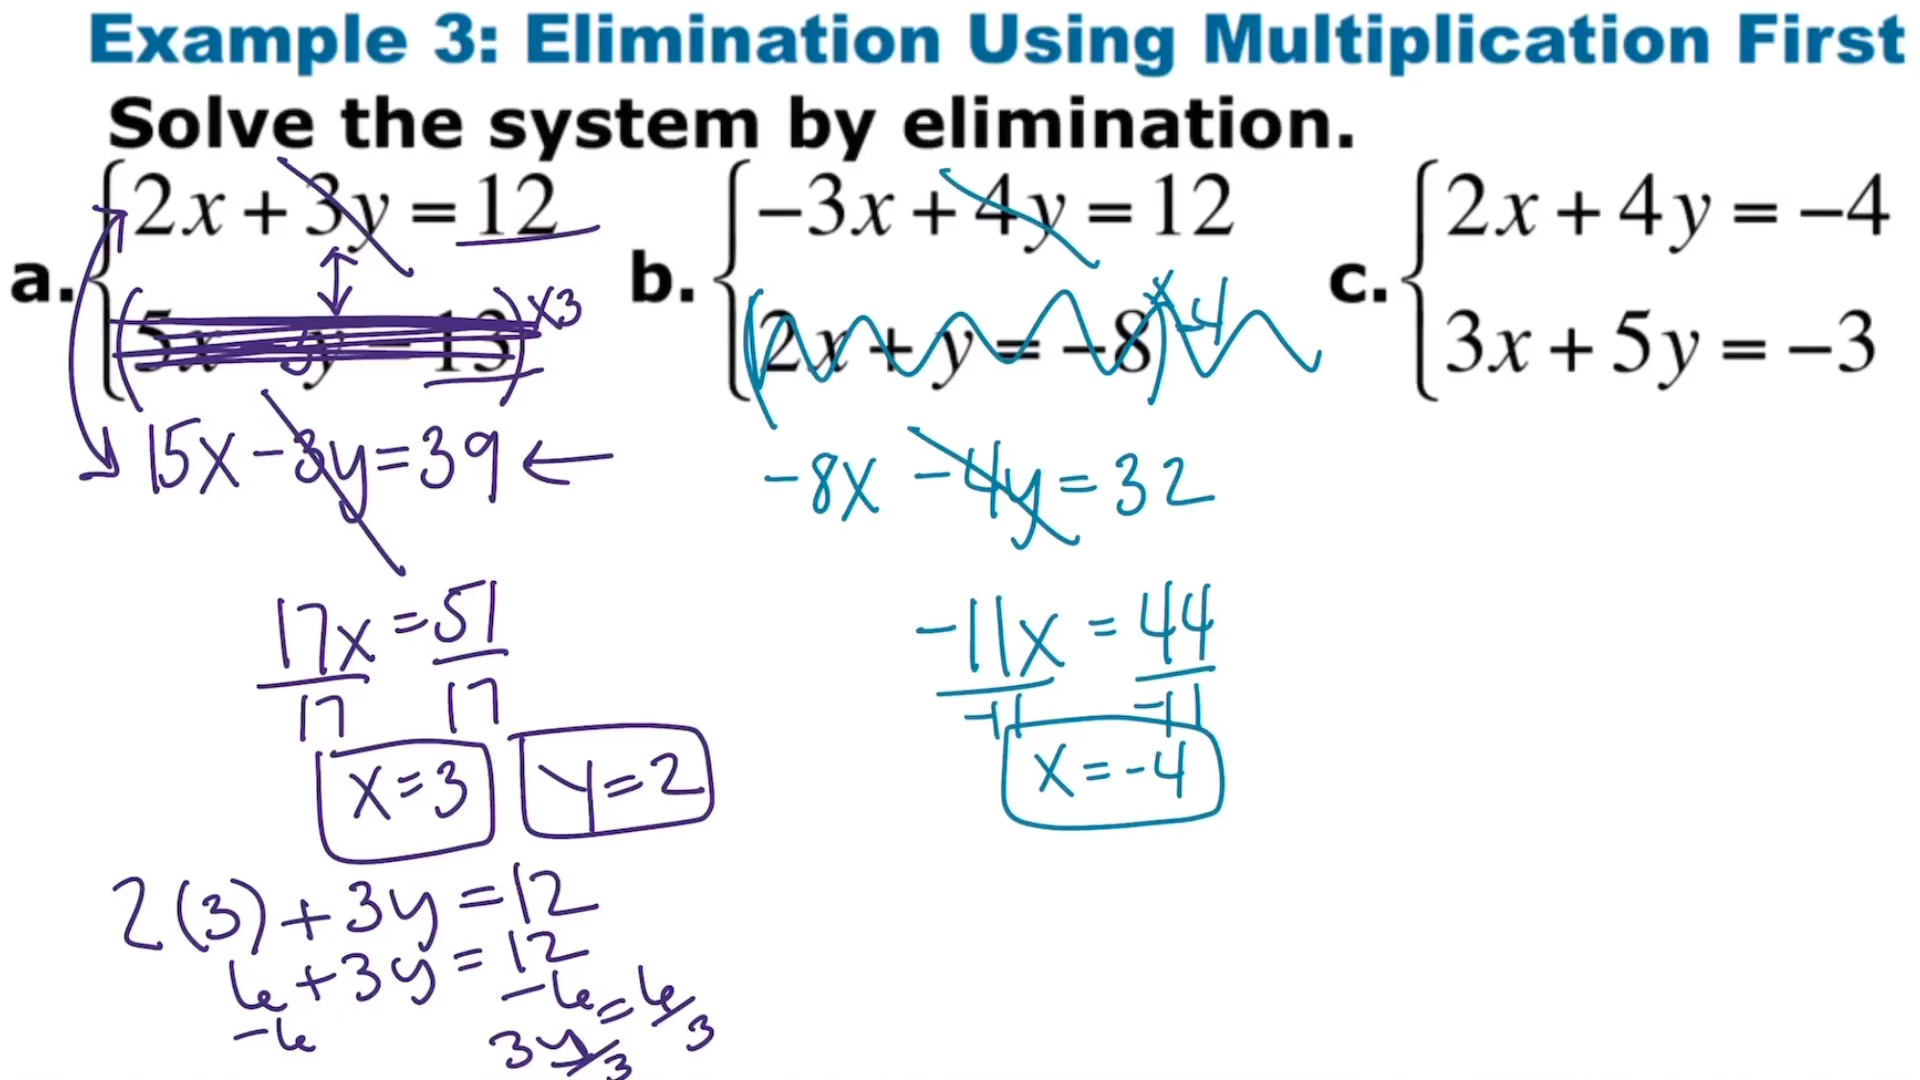 Example 3: Elimination Using Multiplication First
Solve the system by elimination.
a.
2x + 3y = 12
(5x - y = 13) x3
15x - 3y = 39
17x = 51
17 17
x = 3
y = 2
2(3) + 3y = 12
6 + 3y = 12
-6 -6
3y/3 = 6/3
b.
-3x + 4y = 12
(2x + y = -8) x -4
-8x - 4y = 32
-11x = 44
-11 -11
x = -4
c.
2x + 4y = -4
3x + 5y = -3